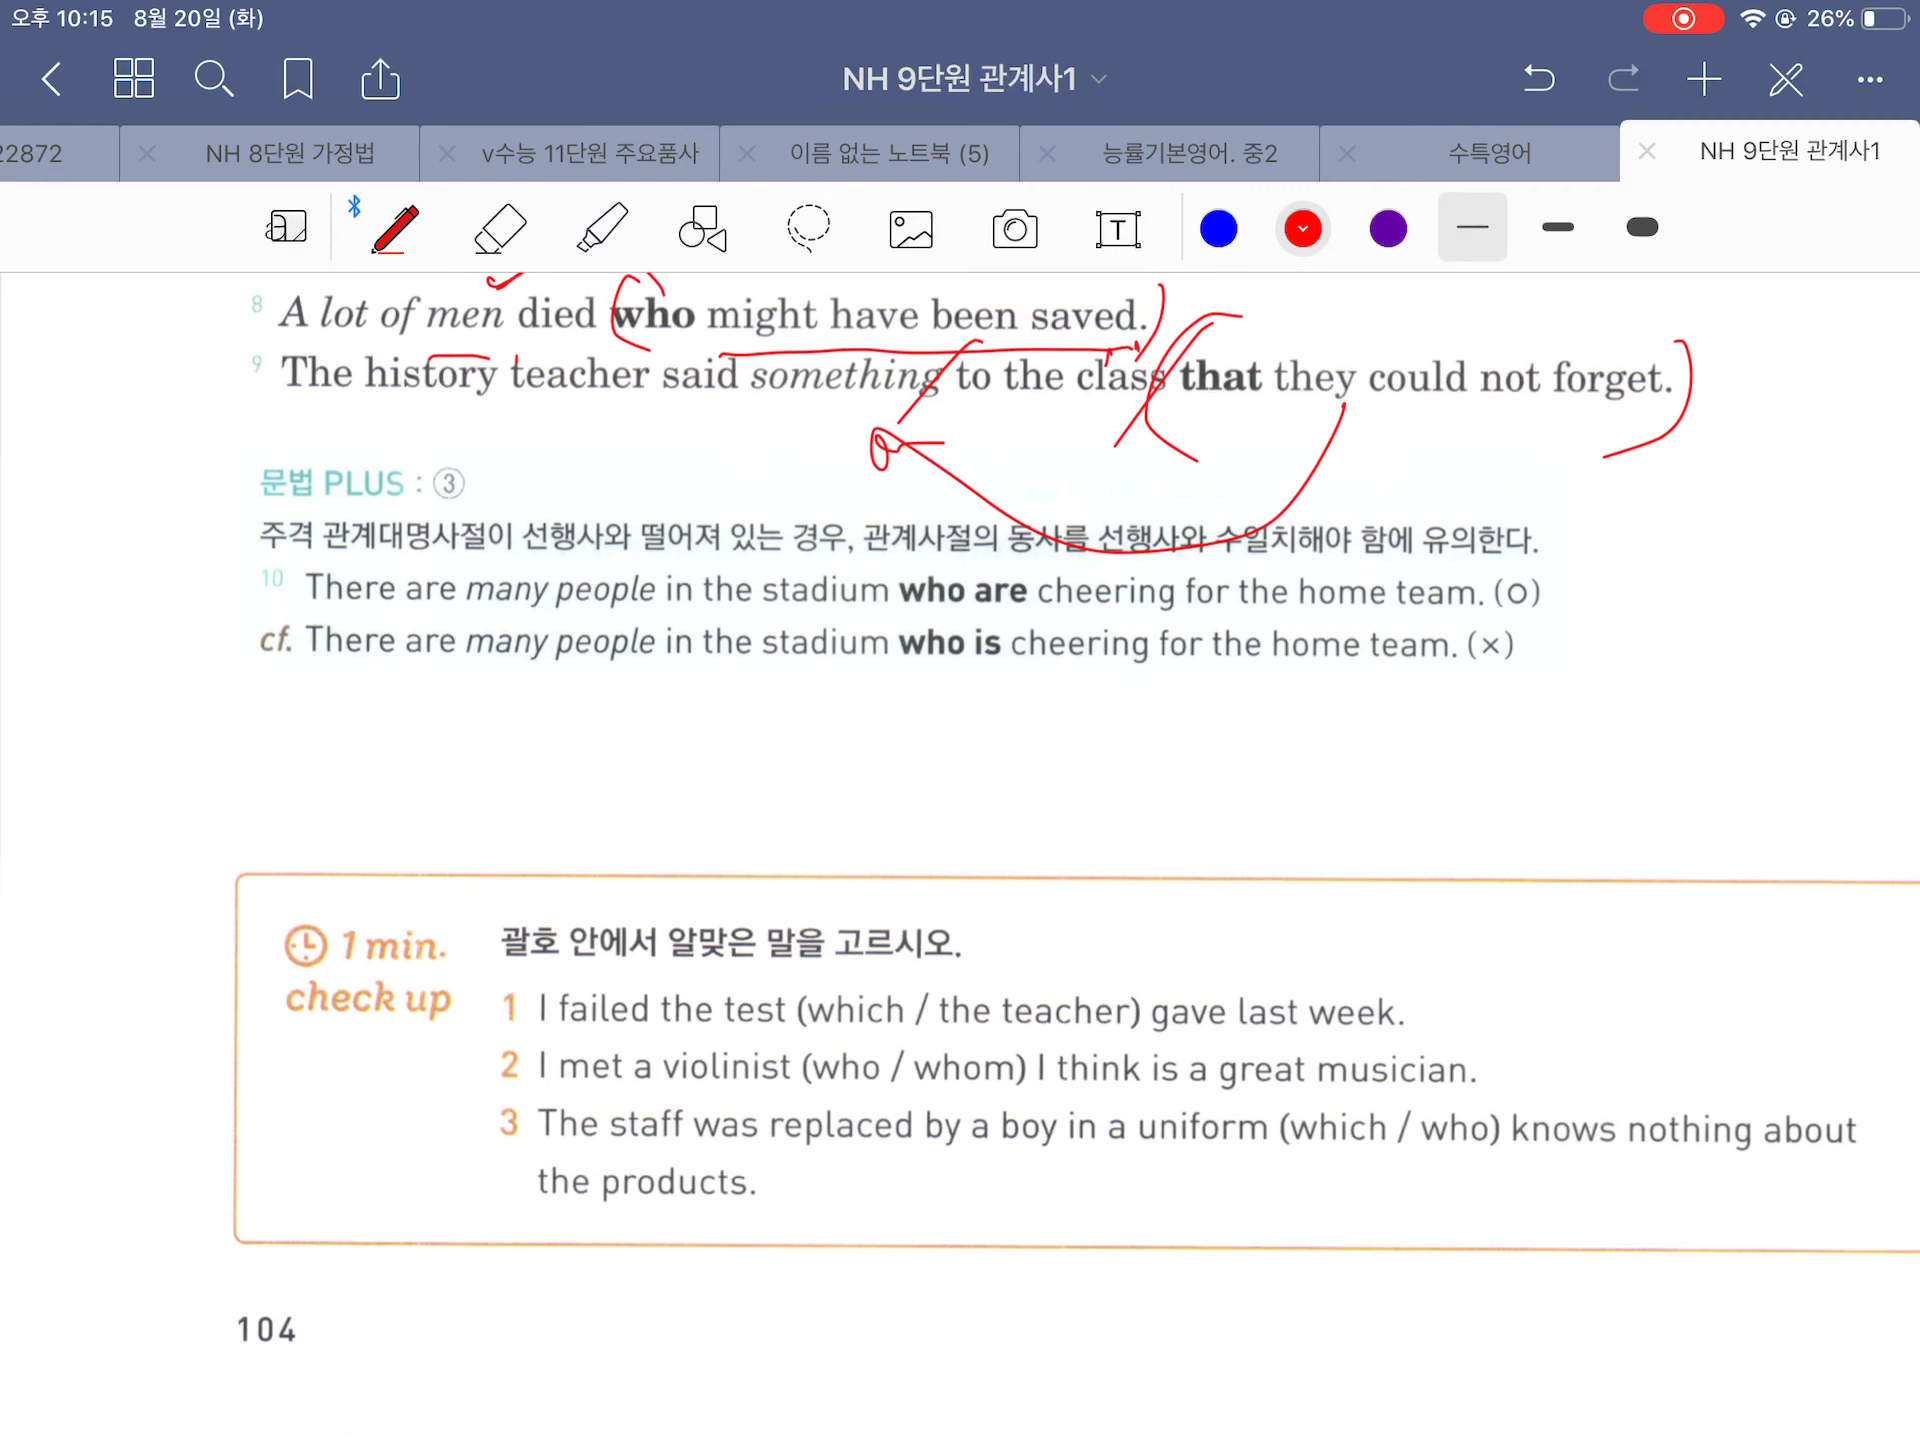 오후 10:15 8월 20일 (화) 26%
NH 9단원 관계사1
22872 NH 8단원 가정법 v수능 11단원 주요품사 이름 없는 노트북 (5) 능률기본영어. 중2 수특영어 NH 9단원 관계사1
T
8 A lot of men died who might have been saved.
9 The history teacher said something to the class that they could not forget.
문법 PLUS : ③
주격 관계대명사절이 선행사와 떨어져 있는 경우, 관계사절의 동사를 선행사와 수일치해야 함에 유의한다.
10 There are many people in the stadium who are cheering for the home team. (O)
cf. There are many people in the stadium who is cheering for the home team. (×)
1 min. check up
괄호 안에서 알맞은 말을 고르시오.
1 I failed the test (which / the teacher) gave last week.
2 I met a violinist (who / whom) I think is a great musician.
3 The staff was replaced by a boy in a uniform (which / who) knows nothing about
the products.
104